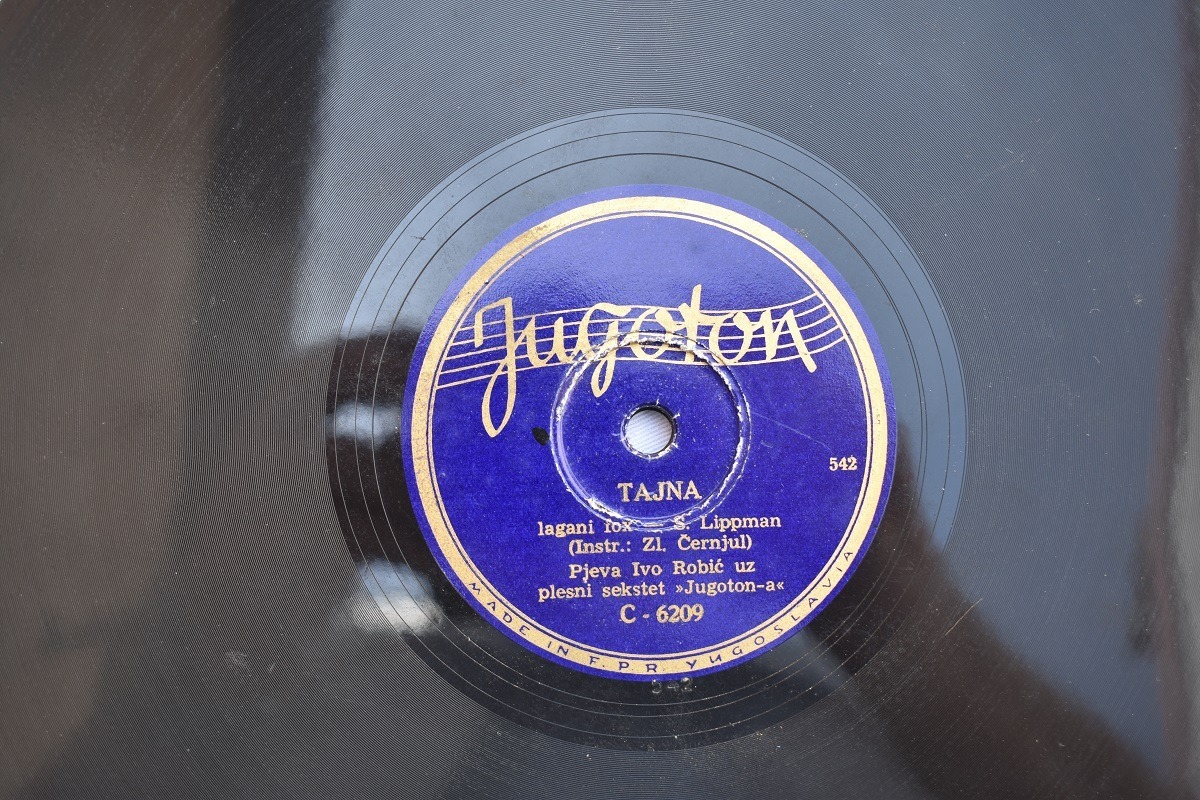 Jugoton
542
TAJNA
lagani fox S. Lippman
(Instr.: Zl. Černjul)
Pjeva Ivo Robić uz
plesni sekstet »Jugoton-a«
C - 6209
MADE IN F.P.R YUGOSLAVIA
542